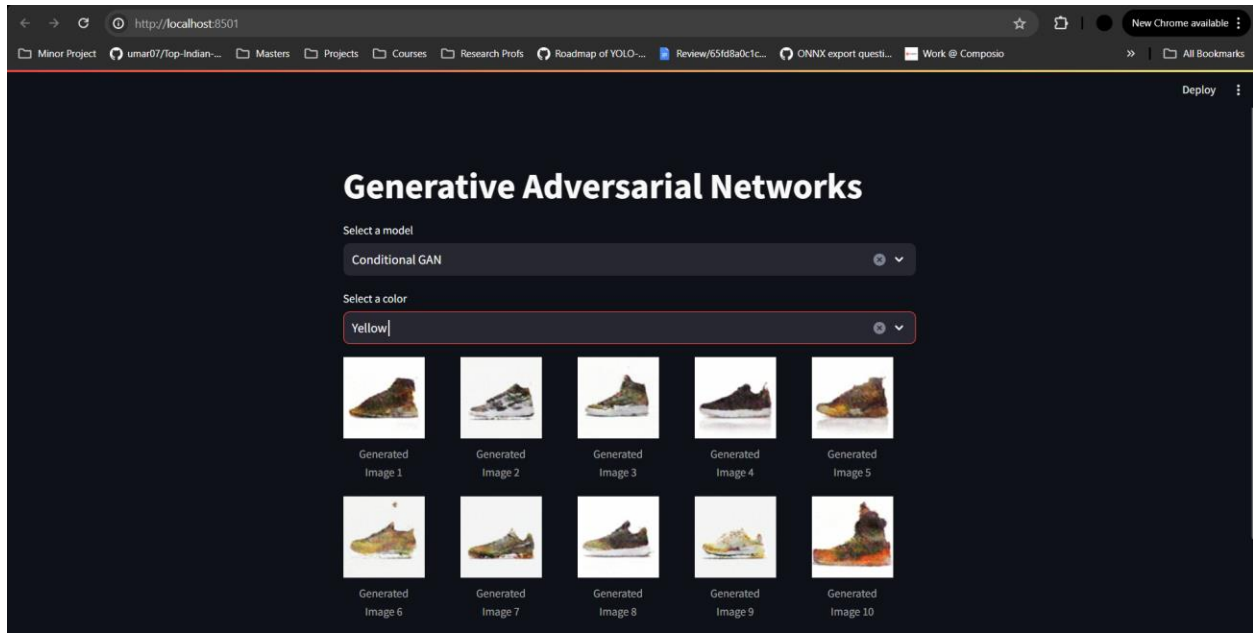 http://localhost:8501
New Chrome available
Minor Project umar07/Top-Indian-... Masters Projects Courses Research Profs Roadmap of YOLO-... Review/65fd8a0c1c... ONNX export questi... Work @ Composio » All Bookmarks
Deploy
Generative Adversarial Networks
Select a model
Conditional GAN
Select a color
Yellow
Generated Generated Generated Generated Generated
Image 1 Image 2 Image 3 Image 4 Image 5
Generated Generated Generated Generated Generated
Image 6 Image 7 Image 8 Image 9 Image 10